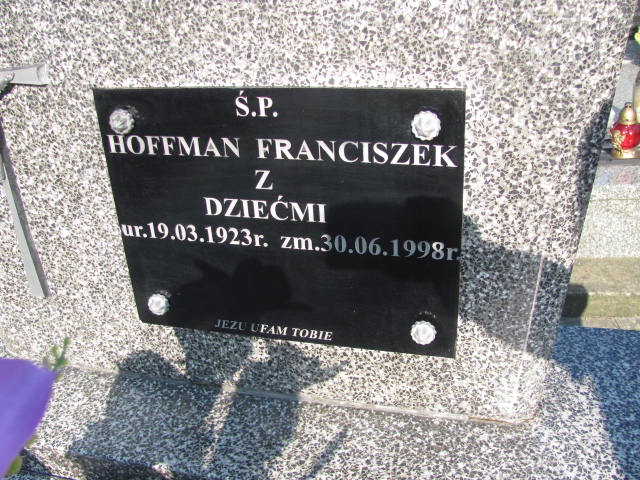 Ś.P.
HOFFMAN FRANCISZEK
Z
DZIEĆMI
ur.19.03.1923r. zm.30.06.1998r.
JEZU UFAM TOBIE